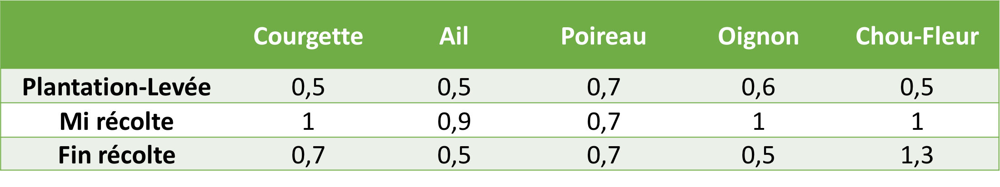 Courgette Ail Poireau Oignon Chou-Fleur
Plantation-Levée 0,5 0,5 0,7 0,6 0,5
Mi récolte 1 0,9 0,7 1 1
Fin récolte 0,7 0,5 0,7 0,5 1,3